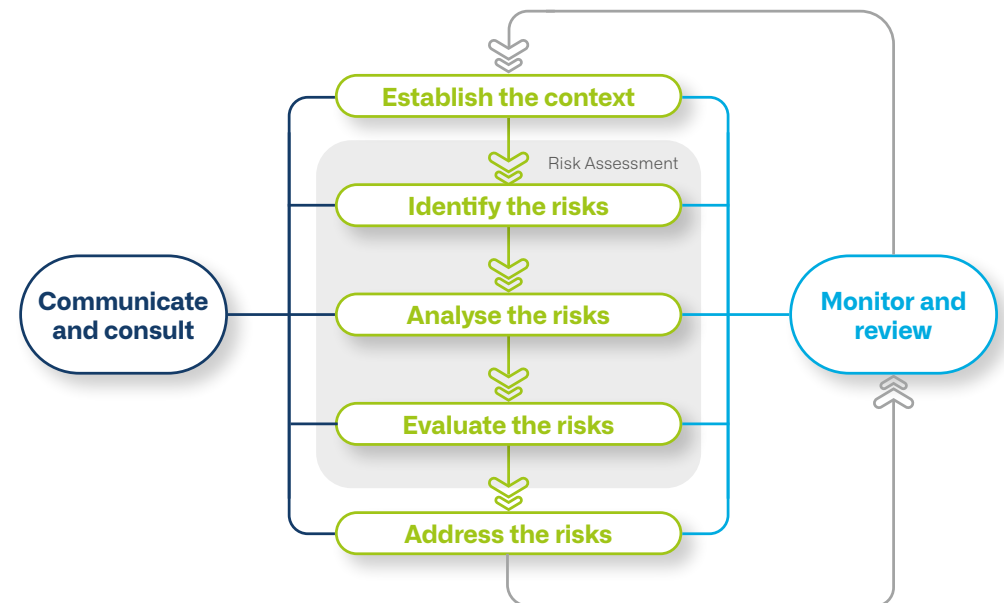 Establish the context
Risk Assessment
Identify the risks
Communicate
and consult
Analyse the risks
Monitor and
review
Evaluate the risks
Address the risks